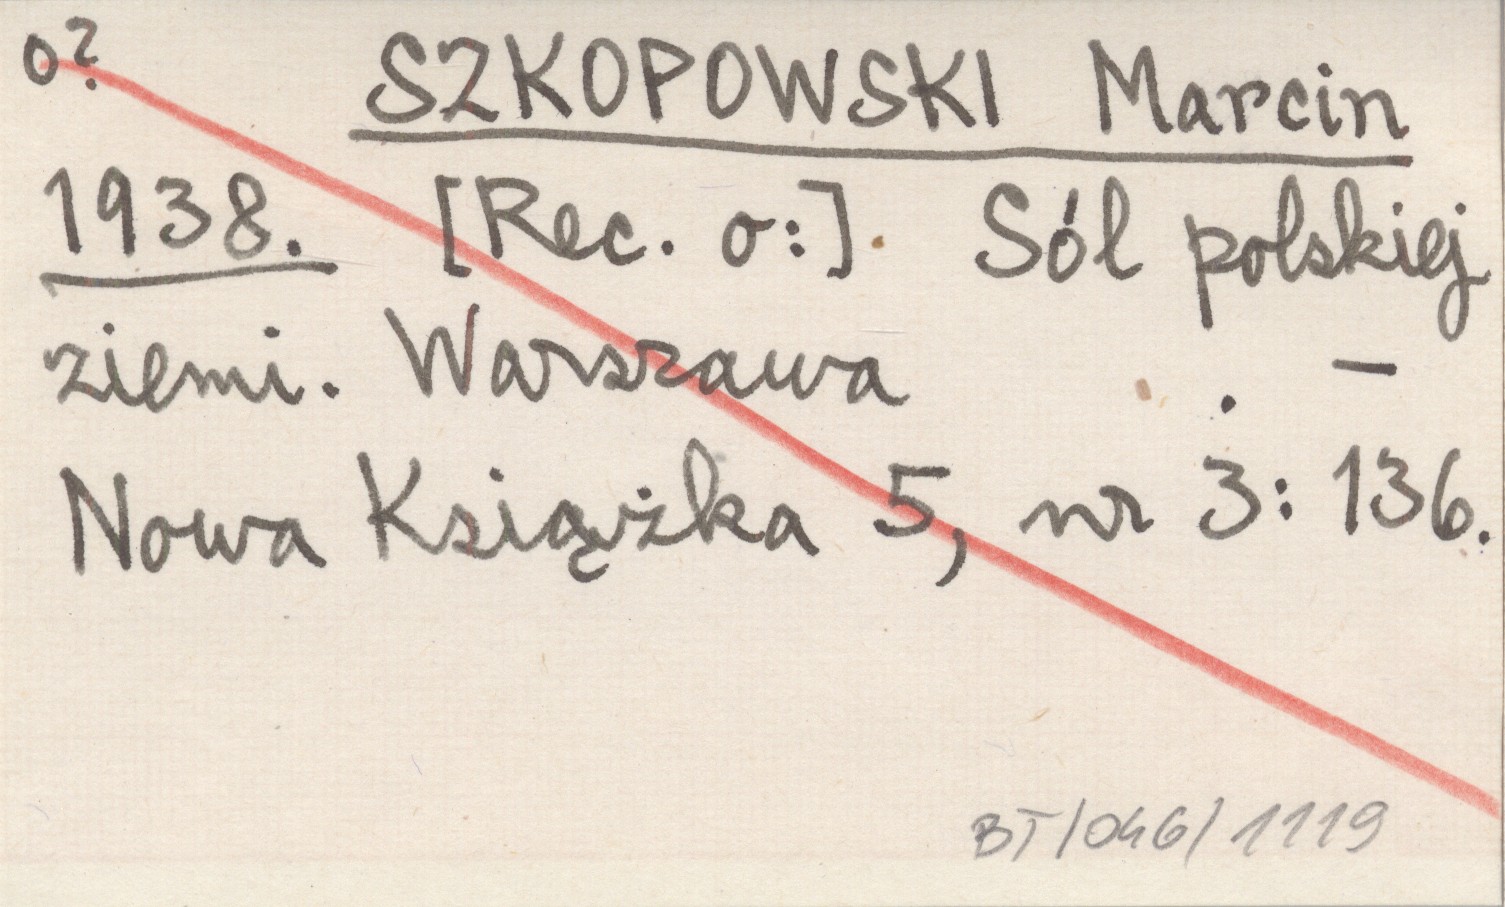 o?
SZKOPOWSKI Marcin
1938. [Rec. o:] Sól polskiej
ziemi. Warszawa . –
Nowa Książka 5, nr 3: 136.
BT/046/1119